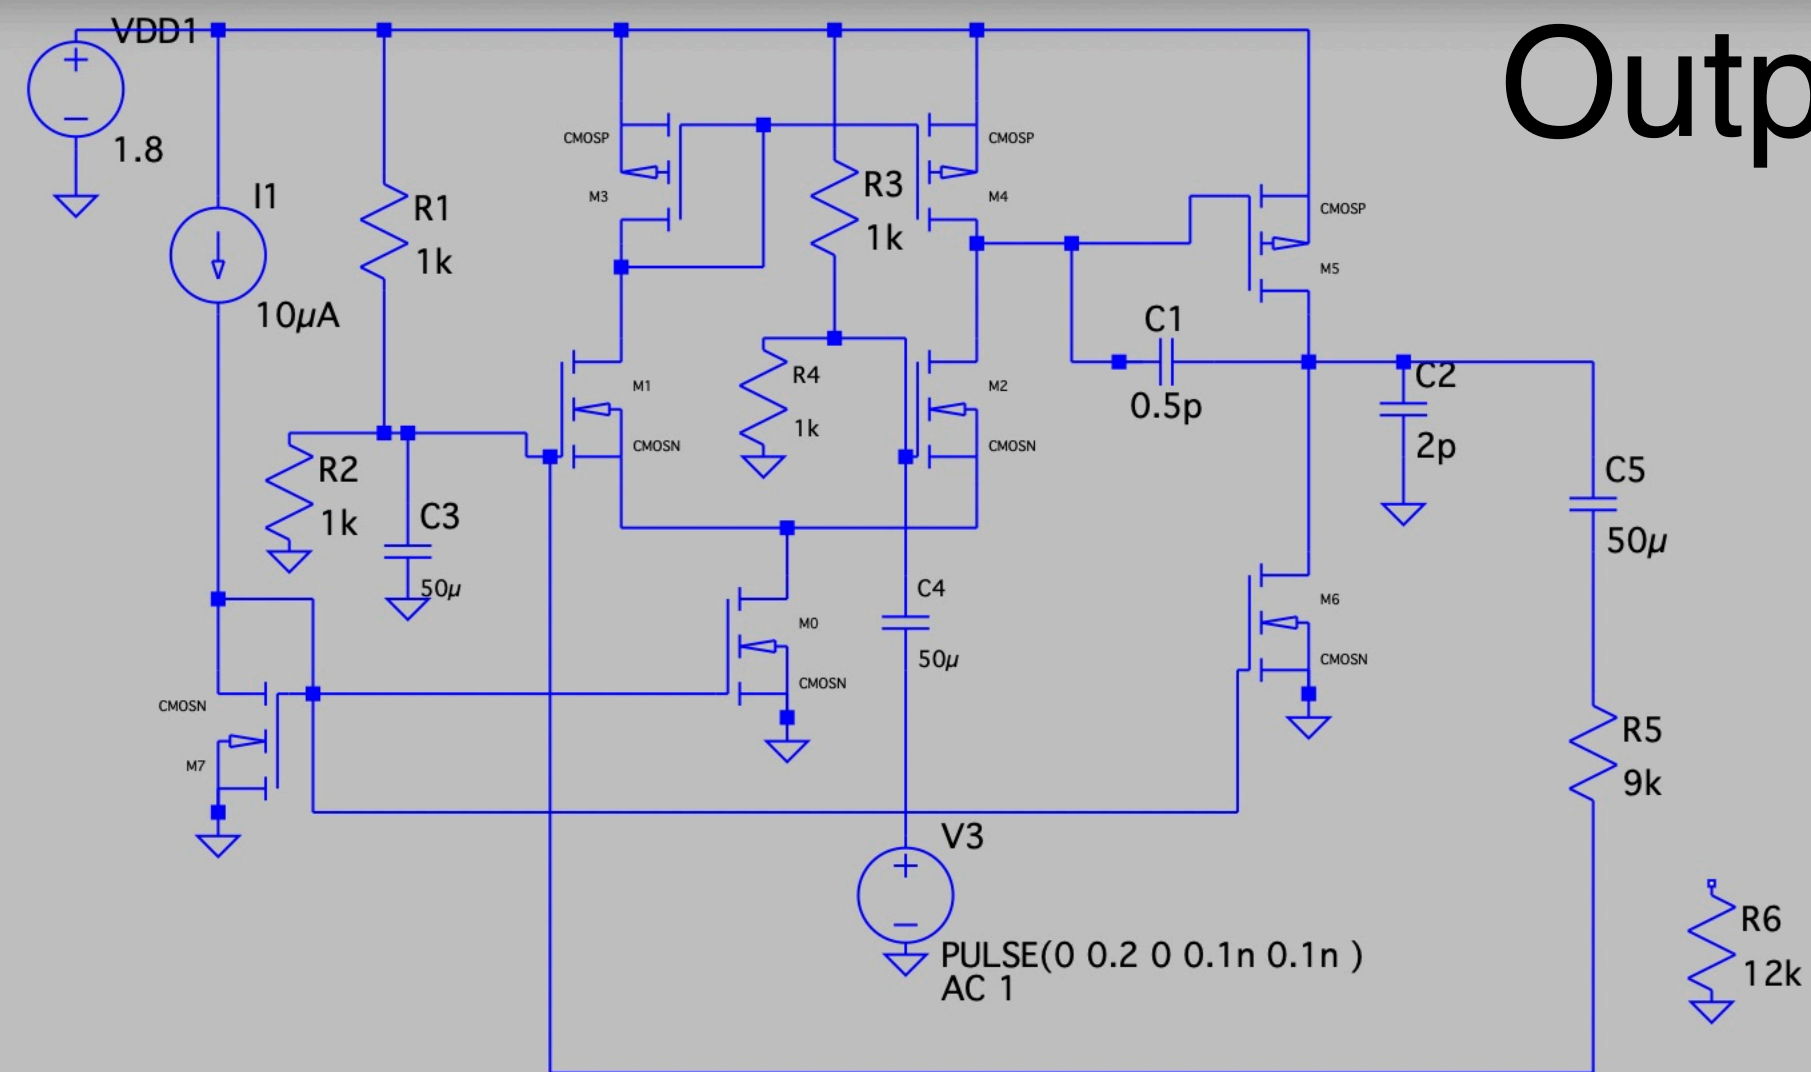 VDD1
1.8
I1
10µA
R1
1k
CMOSP
M3
R3
1k
CMOSP
M4
Outp
CMOSP
M5
C1
0.5p
C2
2p
C5
50µ
R4
1k
M1
CMOSN
M2
CMOSN
R2
1k
C3
50µ
C4
50µ
M0
CMOSN
M6
CMOSN
CMOSN
M7
R5
9k
V3
PULSE(0 0.2 0 0.1n 0.1n )
AC 1
R6
12k